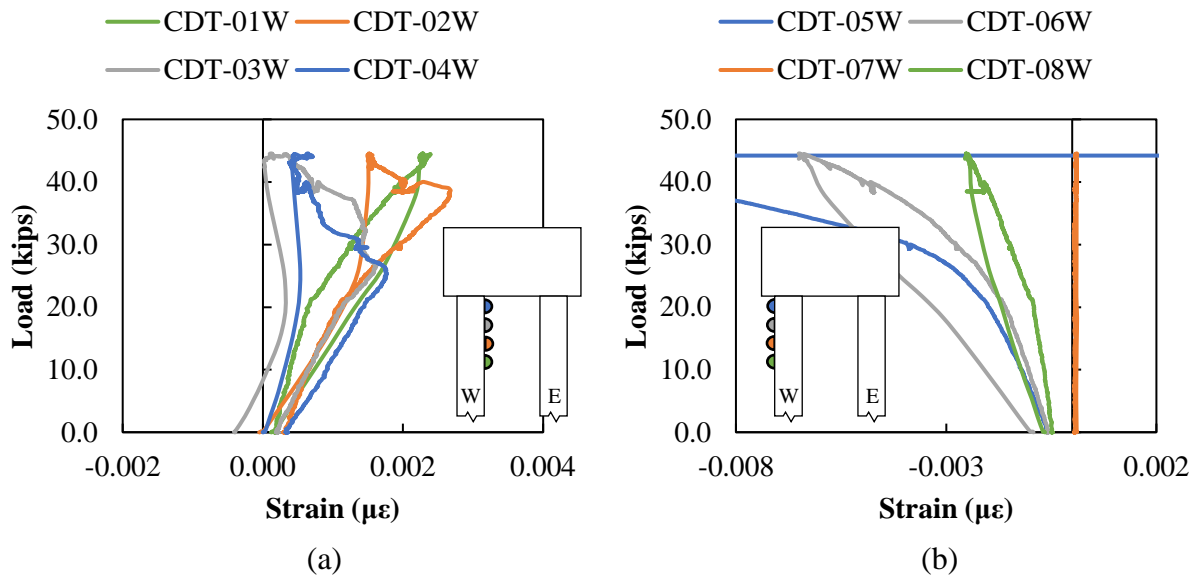 CDT-01W CDT-02W
CDT-03W CDT-04W
50.0
40.0
30.0
20.0
10.0
0.0
Load (kips)
W E
-0.002 0.000 0.002 0.004
Strain (με)
(a)
CDT-05W CDT-06W
CDT-07W CDT-08W
50.0
40.0
30.0
20.0
10.0
0.0
Load (kips)
W E
-0.008 -0.003 0.002
Strain (με)
(b)